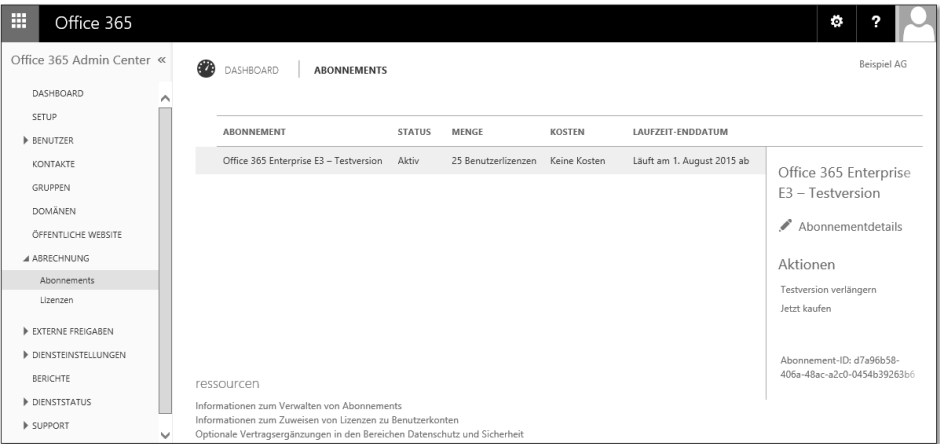 Office 365
?
Office 365 Admin Center «
DASHBOARD
SETUP
BENUTZER
KONTAKTE
GRUPPEN
DOMÄNEN
ÖFFENTLICHE WEBSITE
ABRECHNUNG
Abonnements
Lizenzen
EXTERNE FREIGABEN
DIENSTEINSTELLUNGEN
BERICHTE
DIENSTSTATUS
SUPPORT
DASHBOARD ABONNEMENTS
Beispiel AG
ABONNEMENT STATUS MENGE KOSTEN LAUFZEIT-ENDDATUM
Office 365 Enterprise E3 – Testversion Aktiv 25 Benutzerlizenzen Keine Kosten Läuft am 1. August 2015 ab
Office 365 Enterprise
E3 – Testversion
Abonnementdetails
Aktionen
Testversion verlängern
Jetzt kaufen
Abonnement-ID: d7a96b58-
406a-48ac-a2c0-0454b39263b6
ressourcen
Informationen zum Verwalten von Abonnements
Informationen zum Zuweisen von Lizenzen zu Benutzerkonten
Optionale Vertragsergänzungen in den Bereichen Datenschutz und Sicherheit